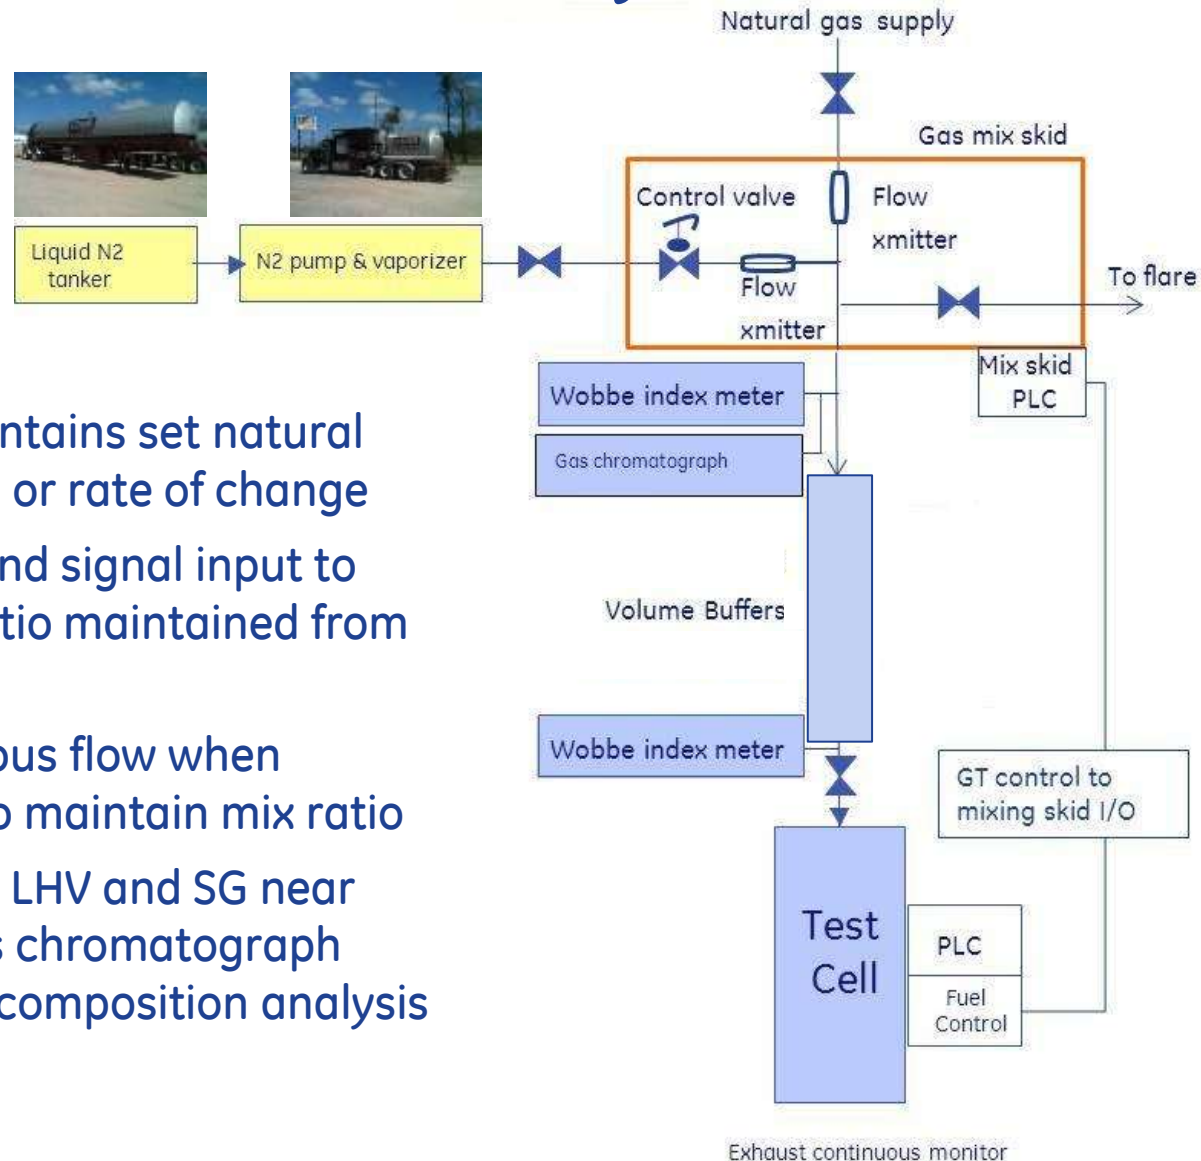 Natural gas supply
Gas mix skid
Control valve
Flow
xmitter
Liquid N2
tanker
N2 pump & vaporizer
Flow
xmitter
To flare
Mix skid
PLC
Wobbe index meter
Gas chromatograph
ntains set natural
or rate of change
nd signal input to
tio maintained from
Volume Buffers
ous flow when
o maintain mix ratio
LHV and SG near
s chromatograph
composition analysis
Wobbe index meter
GT control to
mixing skid I/O
Test
Cell
PLC
Fuel
Control
Exhaust continuous monitor